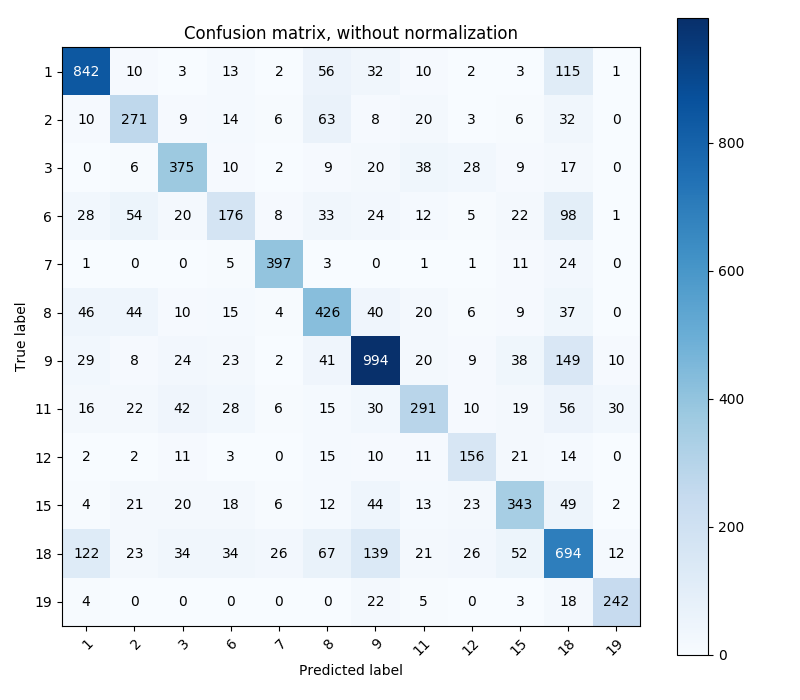 Confusion matrix, without normalization
1 842 10 3 13 2 56 32 10 2 3 115 1
2 10 271 9 14 6 63 8 20 3 6 32 0
3 0 6 375 10 2 9 20 38 28 9 17 0
6 28 54 20 176 8 33 24 12 5 22 98 1
7 1 0 0 5 397 3 0 1 1 11 24 0
8 46 44 10 15 4 426 40 20 6 9 37 0
9 29 8 24 23 2 41 994 20 9 38 149 10
11 16 22 42 28 6 15 30 291 10 19 56 30
12 2 2 11 3 0 15 10 11 156 21 14 0
15 4 21 20 18 6 12 44 13 23 343 49 2
18 122 23 34 34 26 67 139 21 26 52 694 12
19 4 0 0 0 0 0 22 5 0 3 18 242
1 2 3 6 7 8 9 11 12 15 18 19
Predicted label
True label
800
600
400
200
0